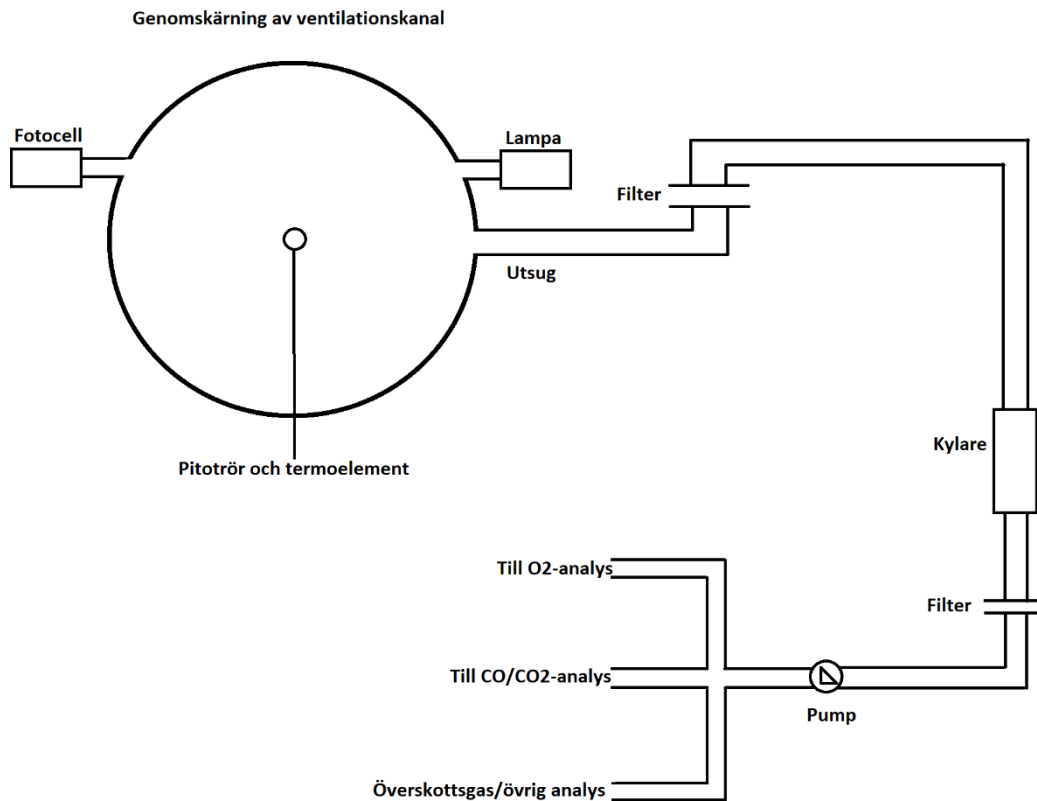 Genomskärning av ventilationskanal
Fotocell
Lampa
Filter
Utsug
Pitotrör och termoelement
Kylare
Till O2-analys
Filter
Till CO/CO2-analys
Pump
Överskottsgas/övrig analys